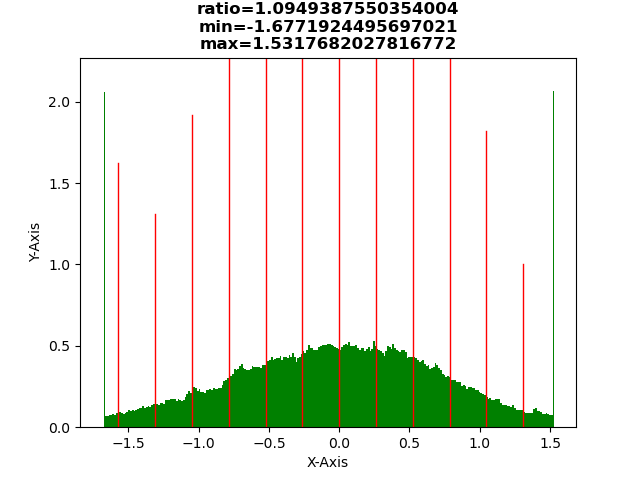 ratio=1.0949387550354004
min=-1.6771924495697021
max=1.5317682027816772
2.0
1.5
1.0
0.5
0.0
Y-Axis
−1.5 −1.0 −0.5 0.0 0.5 1.0 1.5
X-Axis